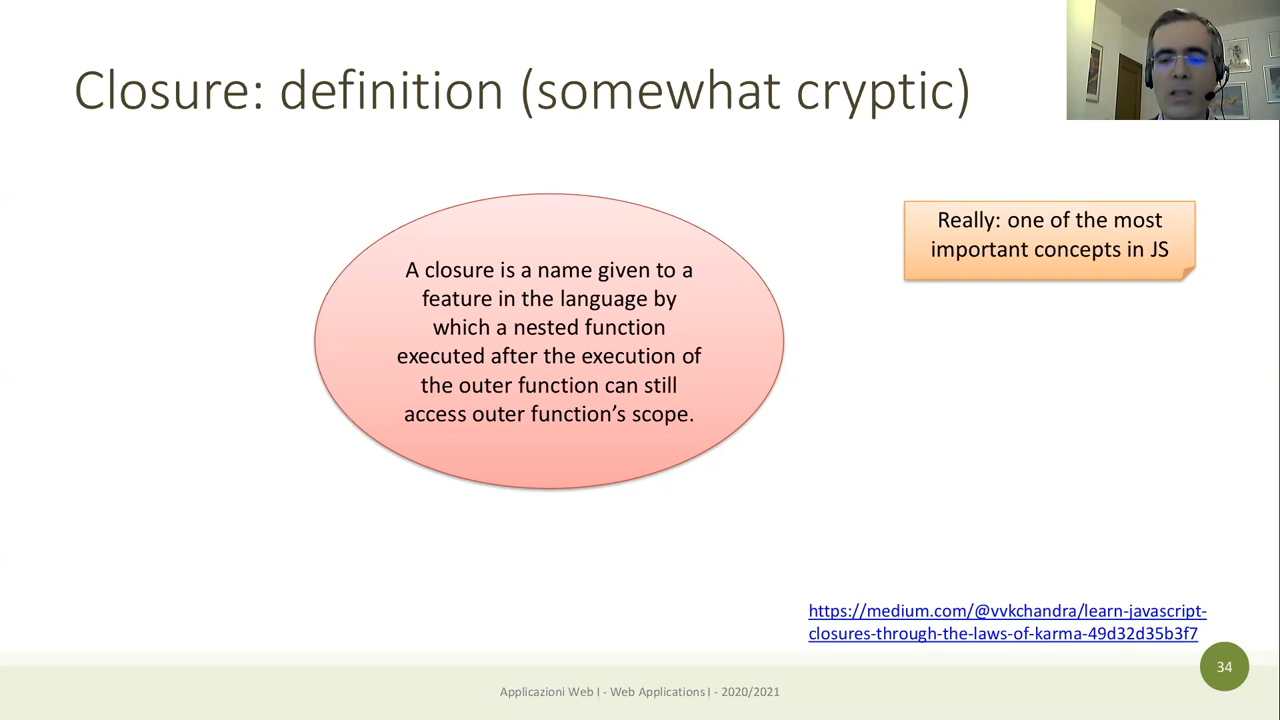 Closure: definition (somewhat cryptic)
A closure is a name given to a
feature in the language by
which a nested function
executed after the execution of
the outer function can still
access outer function’s scope.
Really: one of the most
important concepts in JS
https://medium.com/@vvkchandra/learn-javascript-
closures-through-the-laws-of-karma-49d32d35b3f7
34
Applicazioni Web I - Web Applications I - 2020/2021